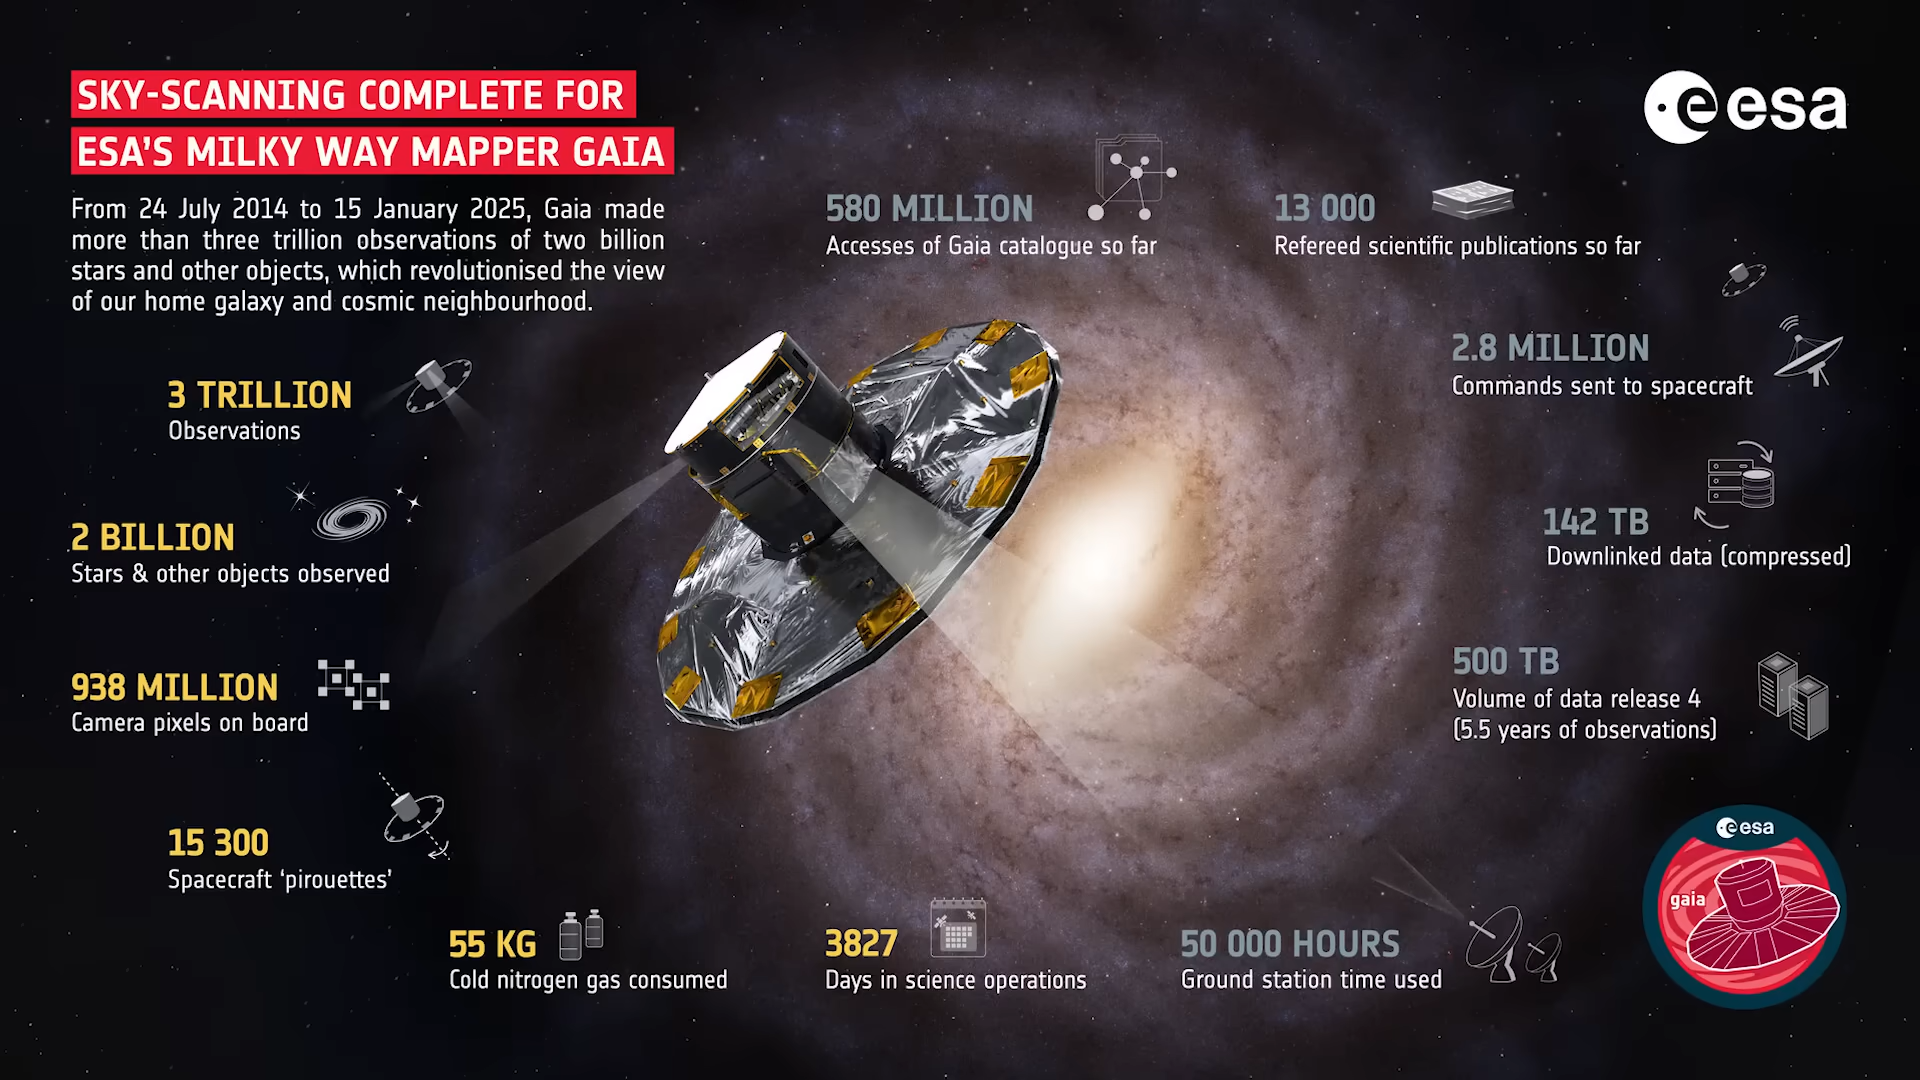 SKY-SCANNING COMPLETE FOR
ESA'S MILKY WAY MAPPER GAIA
From 24 July 2014 to 15 January 2025, Gaia made
more than three trillion observations of two billion
stars and other objects, which revolutionised the view
of our home galaxy and cosmic neighbourhood.
esa
580 MILLION
Accesses of Gaia catalogue so far
13 000
Refereed scientific publications so far
3 TRILLION
Observations
2.8 MILLION
Commands sent to spacecraft
2 BILLION
Stars & other objects observed
142 TB
Downlinked data (compressed)
938 MILLION
Camera pixels on board
500 TB
Volume of data release 4
(5.5 years of observations)
15 300
Spacecraft ‘pirouettes’
55 KG
Cold nitrogen gas consumed
3827
Days in science operations
50 000 HOURS
Ground station time used
esa
gaia